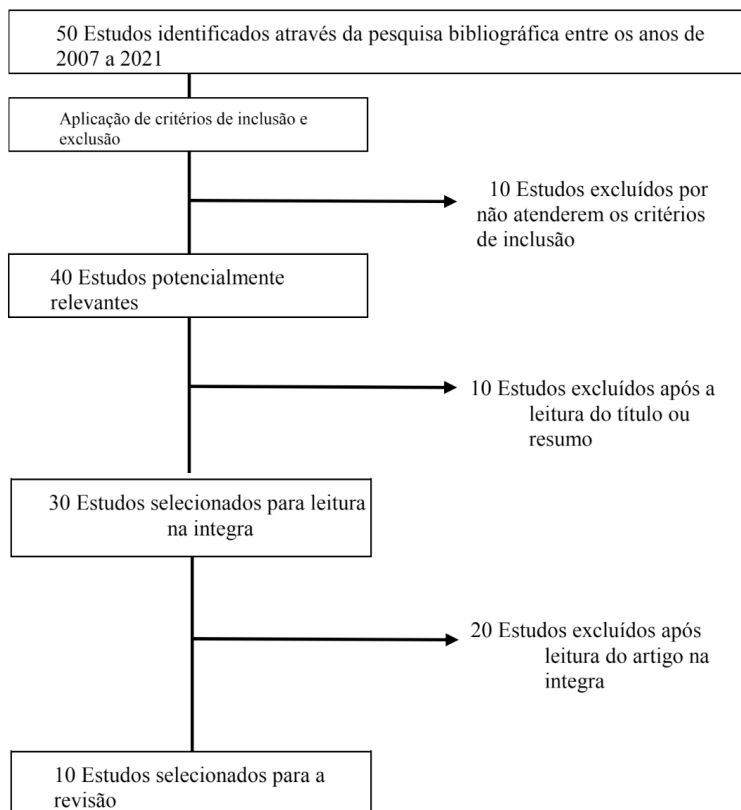 50 Estudos identificados através da pesquisa bibliográfica entre os anos de
2007 a 2021
Aplicação de critérios de inclusão e
exclusão
10 Estudos excluídos por
não atenderem os critérios
de inclusão
40 Estudos potencialmente
relevantes
10 Estudos excluídos após a
leitura do título ou
resumo
30 Estudos selecionados para leitura
na integra
20 Estudos excluídos após
leitura do artigo na
integra
10 Estudos selecionados para a
revisão